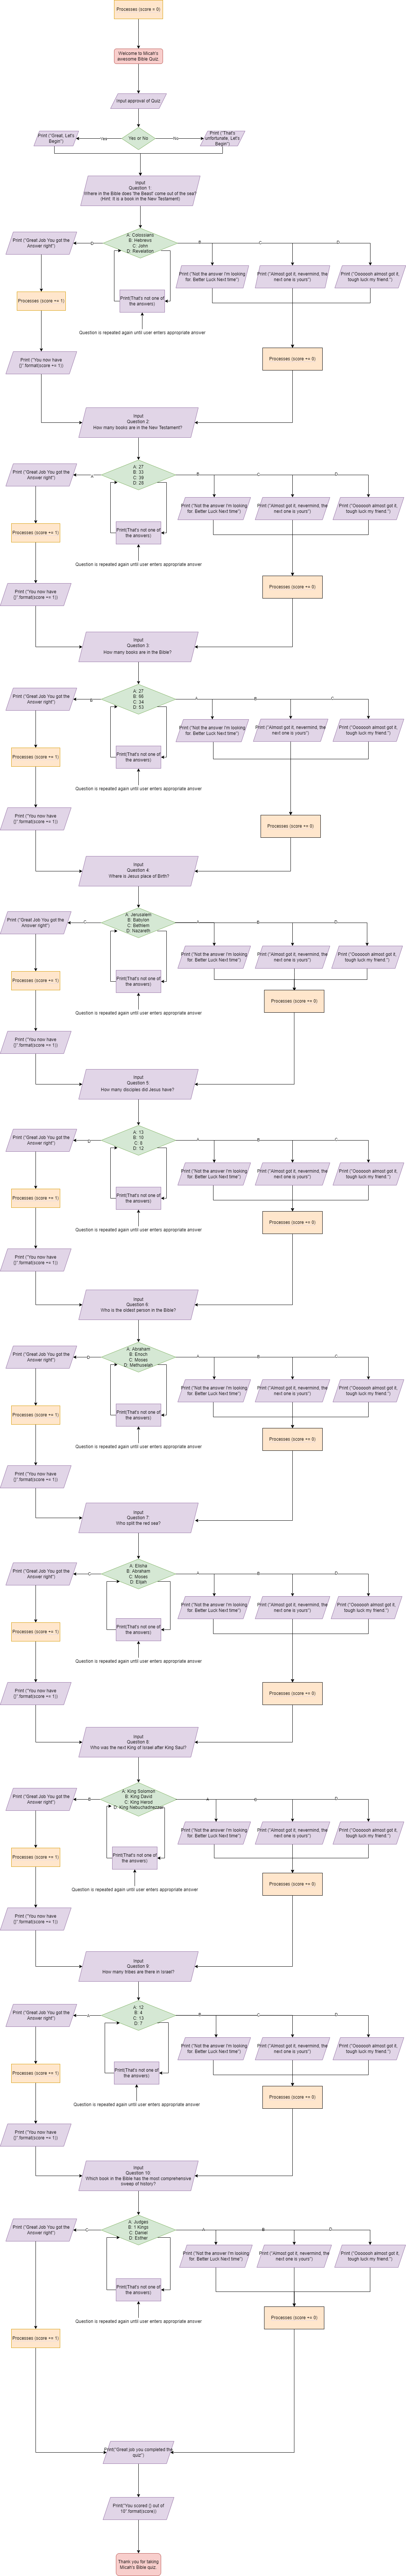 Processes (score = 0)
Welcome to Micah's
awesome Bible Quiz.
Input approval of Quiz
Print ("Great, Let's
Begin")
Yes
Yes or No
No
Print ("That's
unfortunate, Let's
Begin")
Input
Question 1:
Where in the Bible does 'the Beast' come out of the sea?
(Hint: It is a book in the New Testament)
Print ("Great Job You got the
Answer right")
D
A: Colossians
B: Hebrews
C: John
D: Revelation
B
C
D
Print ("Not the answer I'm looking
for. Better Luck Next time")
Print ("Almost got it, nevermind, the
next one is yours")
Print ("Oooooh almost got it,
tough luck my friend.")
Processes (score += 1)
Print(That's not one of
the answers)
Question is repeated again until user enters appropriate answer
Processes (score += 0)
Print ("You now have
{}".format(score += 1))
Input
Question 2:
How many books are in the New Testament?
Print ("Great Job You got the
Answer right")
A
A: 27
B: 33
C: 39
D: 28
B
C
D
Print ("Not the answer I'm looking
for. Better Luck Next time")
Print ("Almost got it, nevermind, the
next one is yours")
Print ("Oooooh almost got it,
tough luck my friend.")
Processes (score += 1)
Print(That's not one of
the answers)
Question is repeated again until user enters appropriate answer
Processes (score += 0)
Print ("You now have
{}".format(score += 1))
Input
Question 3:
How many books are in the Bible?
Print ("Great Job You got the
Answer right")
B
A: 27
B: 66
C: 34
D: 53
A
B
C
Print ("Not the answer I'm looking
for. Better Luck Next time")
Print ("Almost got it, nevermind, the
next one is yours")
Print ("Oooooh almost got it,
tough luck my friend.")
Processes (score += 1)
Print(That's not one of
the answers)
Question is repeated again until user enters appropriate answer
Processes (score += 0)
Print ("You now have
{}".format(score += 1))
Input
Question 4:
Where is Jesus place of Birth?
Print ("Great Job You got the
Answer right")
C
A: Jerusalem
B: Babylon
C: Bethlem
D: Nazareth
A
B
D
Print ("Not the answer I'm looking
for. Better Luck Next time")
Print ("Almost got it, nevermind, the
next one is yours")
Print ("Oooooh almost got it,
tough luck my friend.")
Processes (score += 1)
Print(That's not one of
the answers)
Question is repeated again until user enters appropriate answer
Processes (score += 0)
Print ("You now have
{}".format(score += 1))
Input
Question 5:
How many disciples did Jesus have?
Print ("Great Job You got the
Answer right")
D
A: 13
B: 10
C: 8
D: 12
A
B
C
Print ("Not the answer I'm looking
for. Better Luck Next time")
Print ("Almost got it, nevermind, the
next one is yours")
Print ("Oooooh almost got it,
tough luck my friend.")
Processes (score += 1)
Print(That's not one of
the answers)
Question is repeated again until user enters appropriate answer
Processes (score += 0)
Print ("You now have
{}".format(score += 1))
Input
Question 6:
Who is the oldest person in the Bible?
Print ("Great Job You got the
Answer right")
D
A: Abraham
B: Enoch
C: Moses
D: Methuselah
A
B
C
Print ("Not the answer I'm looking
for. Better Luck Next time")
Print ("Almost got it, nevermind, the
next one is yours")
Print ("Oooooh almost got it,
tough luck my friend.")
Processes (score += 1)
Print(That's not one of
the answers)
Question is repeated again until user enters appropriate answer
Processes (score += 0)
Print ("You now have
{}".format(score += 1))
Input
Question 7:
Who split the red sea?
Print ("Great Job You got the
Answer right")
C
A: Elisha
B: Abraham
C: Moses
D: Elijah
A
B
D
Print ("Not the answer I'm looking
for. Better Luck Next time")
Print ("Almost got it, nevermind, the
next one is yours")
Print ("Oooooh almost got it,
tough luck my friend.")
Processes (score += 1)
Print(That's not one of
the answers)
Question is repeated again until user enters appropriate answer
Processes (score += 0)
Print ("You now have
{}".format(score += 1))
Input
Question 8:
Who was the next King of Israel after King Saul?
Print ("Great Job You got the
Answer right")
B
A: King Solomon
B: King David
C: King Herod
D: King Nebuchadnezzer
A
C
D
Print ("Not the answer I'm looking
for. Better Luck Next time")
Print ("Almost got it, nevermind, the
next one is yours")
Print ("Oooooh almost got it,
tough luck my friend.")
Processes (score += 1)
Print(That's not one of
the answers)
Question is repeated again until user enters appropriate answer
Processes (score += 0)
Print ("You now have
{}".format(score += 1))
Input
Question 9:
How many tribes are there in Israel?
Print ("Great Job You got the
Answer right")
A
A: 12
B: 4
C: 13
D: 7
B
C
D
Print ("Not the answer I'm looking
for. Better Luck Next time")
Print ("Almost got it, nevermind, the
next one is yours")
Print ("Oooooh almost got it,
tough luck my friend.")
Processes (score += 1)
Print(That's not one of
the answers)
Question is repeated again until user enters appropriate answer
Processes (score += 0)
Print ("You now have
{}".format(score += 1))
Input
Question 10:
Which book in the Bible has the most comprehensive
sweep of history?
Print ("Great Job You got the
Answer right")
C
A: Judges
B: 1 Kings
C: Daniel
D: Esther
A
B
D
Print ("Not the answer I'm looking
for. Better Luck Next time")
Print ("Almost got it, nevermind, the
next one is yours")
Print ("Oooooh almost got it,
tough luck my friend.")
Print(That's not one of
the answers)
Question is repeated again until user enters appropriate answer
Processes (score += 0)
Processes (score += 1)
Print("Great job you completed the
quiz")
Print("You scored {} out of
10".format(score))
Thank you for taking
Micah's Bible quiz.